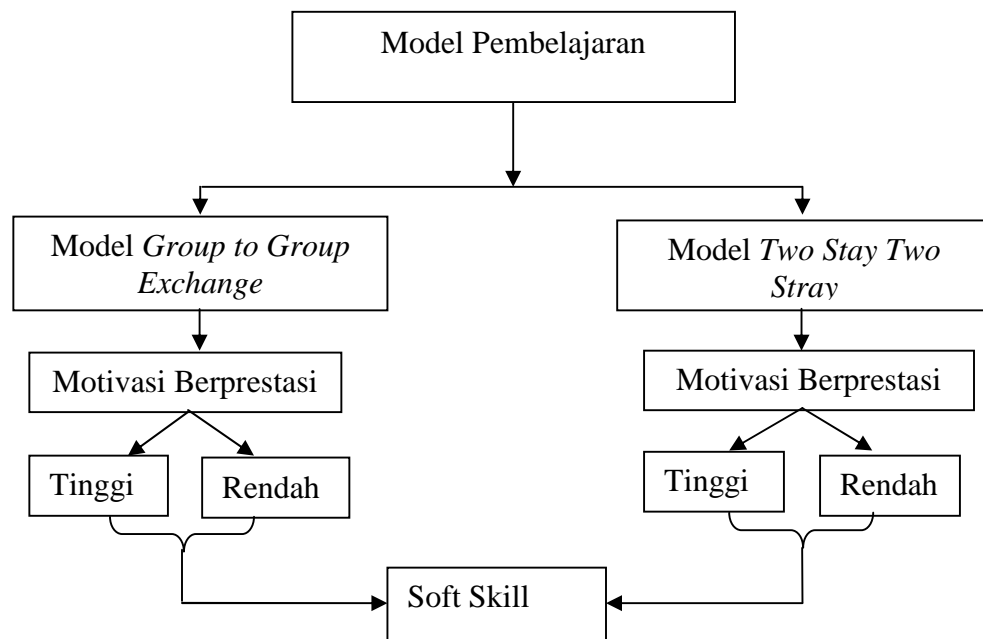 Model Pembelajaran
Model Group to Group
Exchange
Model Two Stay Two
Stray
Motivasi Berprestasi
Motivasi Berprestasi
Tinggi
Rendah
Tinggi
Rendah
Soft Skill